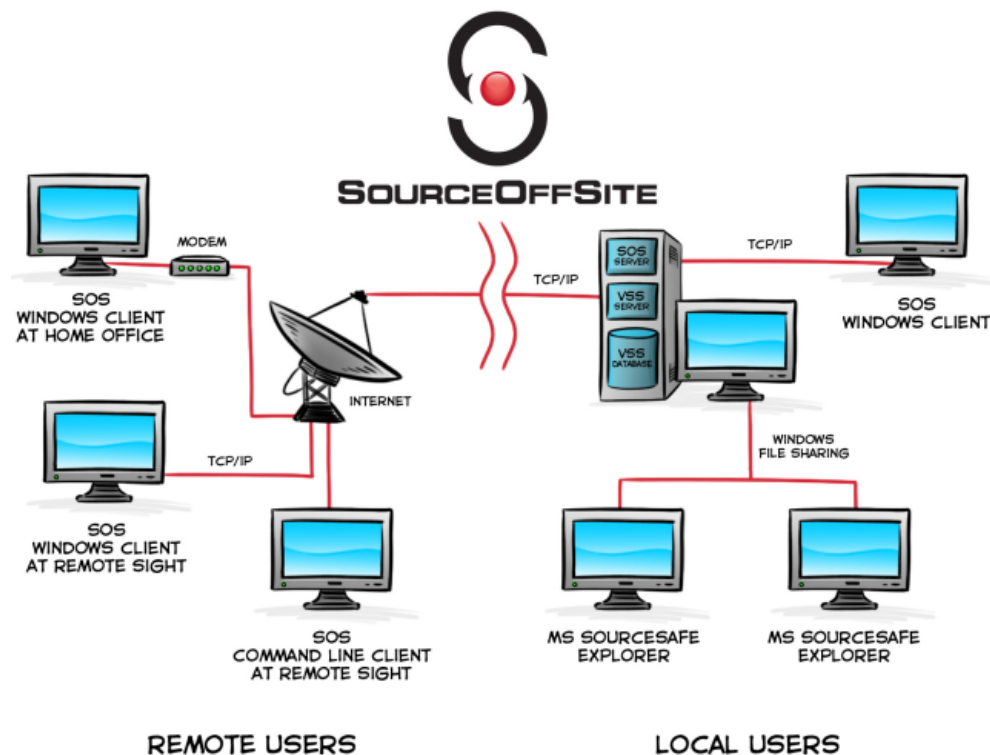 SOURCEOFFSITE
MODEM
SOS
WINDOWS CLIENT
AT HOME OFFICE
INTERNET
TCP/IP
SOS
WINDOWS CLIENT
AT REMOTE SIGHT
SOS
COMMAND LINE CLIENT
AT REMOTE SIGHT
REMOTE USERS
TCP/IP
SOS
SERVER
VSS
SERVER
VSS
DATABASE
TCP/IP
SOS
WINDOWS CLIENT
WINDOWS
FILE SHARING
MS SOURCESAFE
EXPLORER
MS SOURCESAFE
EXPLORER
LOCAL USERS